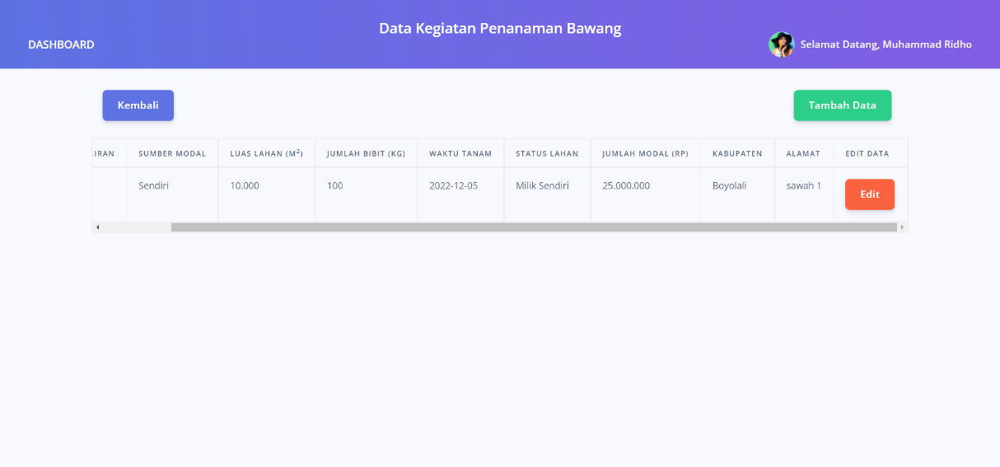 Data Kegiatan Penanaman Bawang
DASHBOARD
Selamat Datang, Muhammad Ridho
Kembali
Tambah Data
IRAN SUMBER MODAL LUAS LAHAN (M²) JUMLAH BIBIT (KG) WAKTU TANAM STATUS LAHAN JUMLAH MODAL (RP) KABUPATEN ALAMAT EDIT DATA
Sendiri 10.000 100 2022-12-05 Milik Sendiri 25.000.000 Boyolali sawah 1 Edit